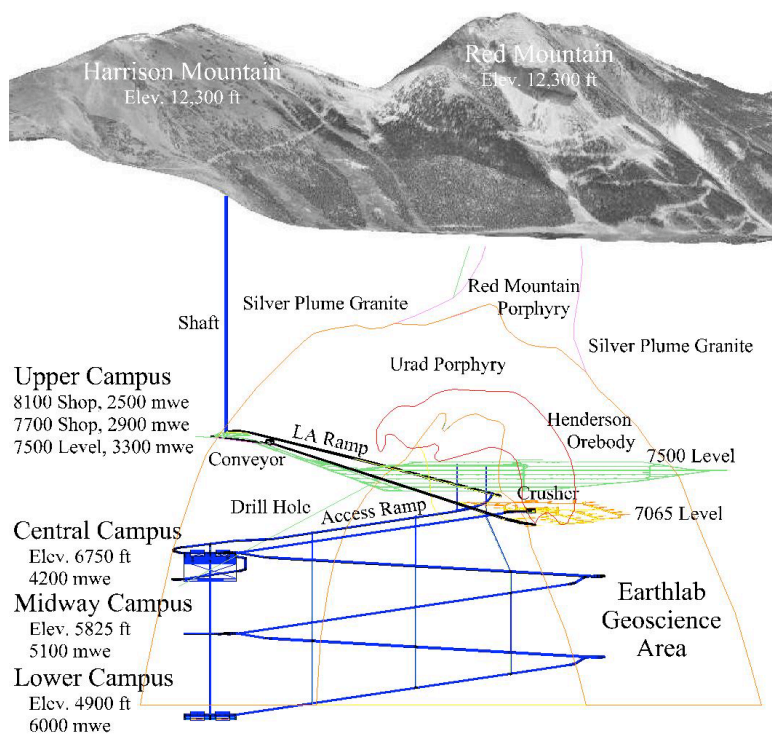 Harrison Mountain
Elev. 12,300 ft
Red Mountain
Elev. 12,300 ft
Silver Plume Granite
Red Mountain
Porphyry
Shaft
Silver Plume Granite
Urad Porphyry
Upper Campus
8100 Shop, 2500 mwe
7700 Shop, 2900 mwe
7500 Level, 3300 mwe
LA Ramp
Henderson
Orebody
7500 Level
Conveyor
Crusher
Drill Hole
Access Ramp
7065 Level
Central Campus
Elev. 6750 ft
4200 mwe
Midway Campus
Elev. 5825 ft
5100 mwe
Earthlab
Geoscience
Area
Lower Campus
Elev. 4900 ft
6000 mwe